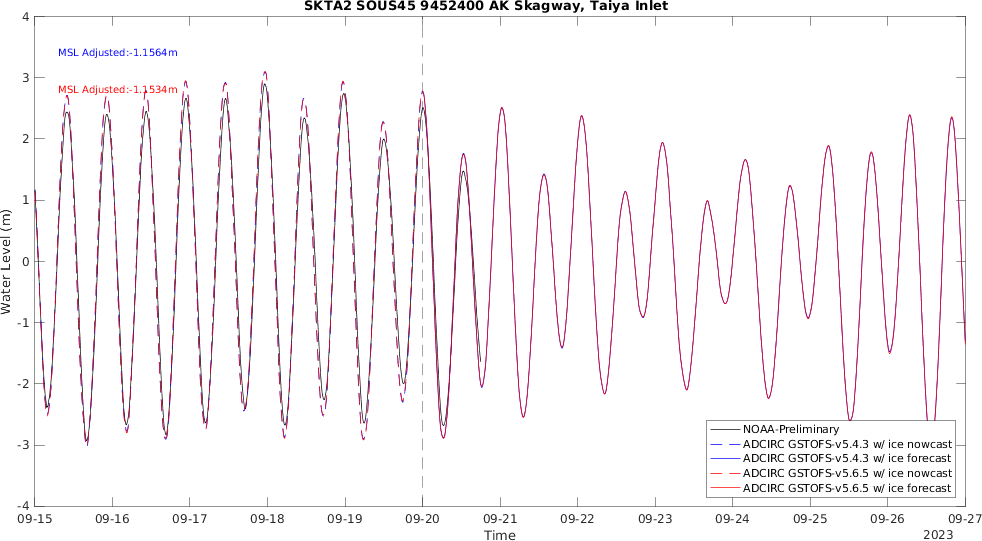 SKTA2 SOUS45 9452400 AK Skagway, Taiya Inlet
MSL Adjusted:-1.1564m
MSL Adjusted:-1.1534m
Water Level (m)
4
3
2
1
0
-1
-2
-3
-4
NOAA-Preliminary
ADCIRC GSTOFS-v5.4.3 w/ ice nowcast
ADCIRC GSTOFS-v5.4.3 w/ ice forecast
ADCIRC GSTOFS-v5.6.5 w/ ice nowcast
ADCIRC GSTOFS-v5.6.5 w/ ice forecast
09-15 09-16 09-17 09-18 09-19 09-20 09-21 09-22 09-23 09-24 09-25 09-26 09-27
Time
2023